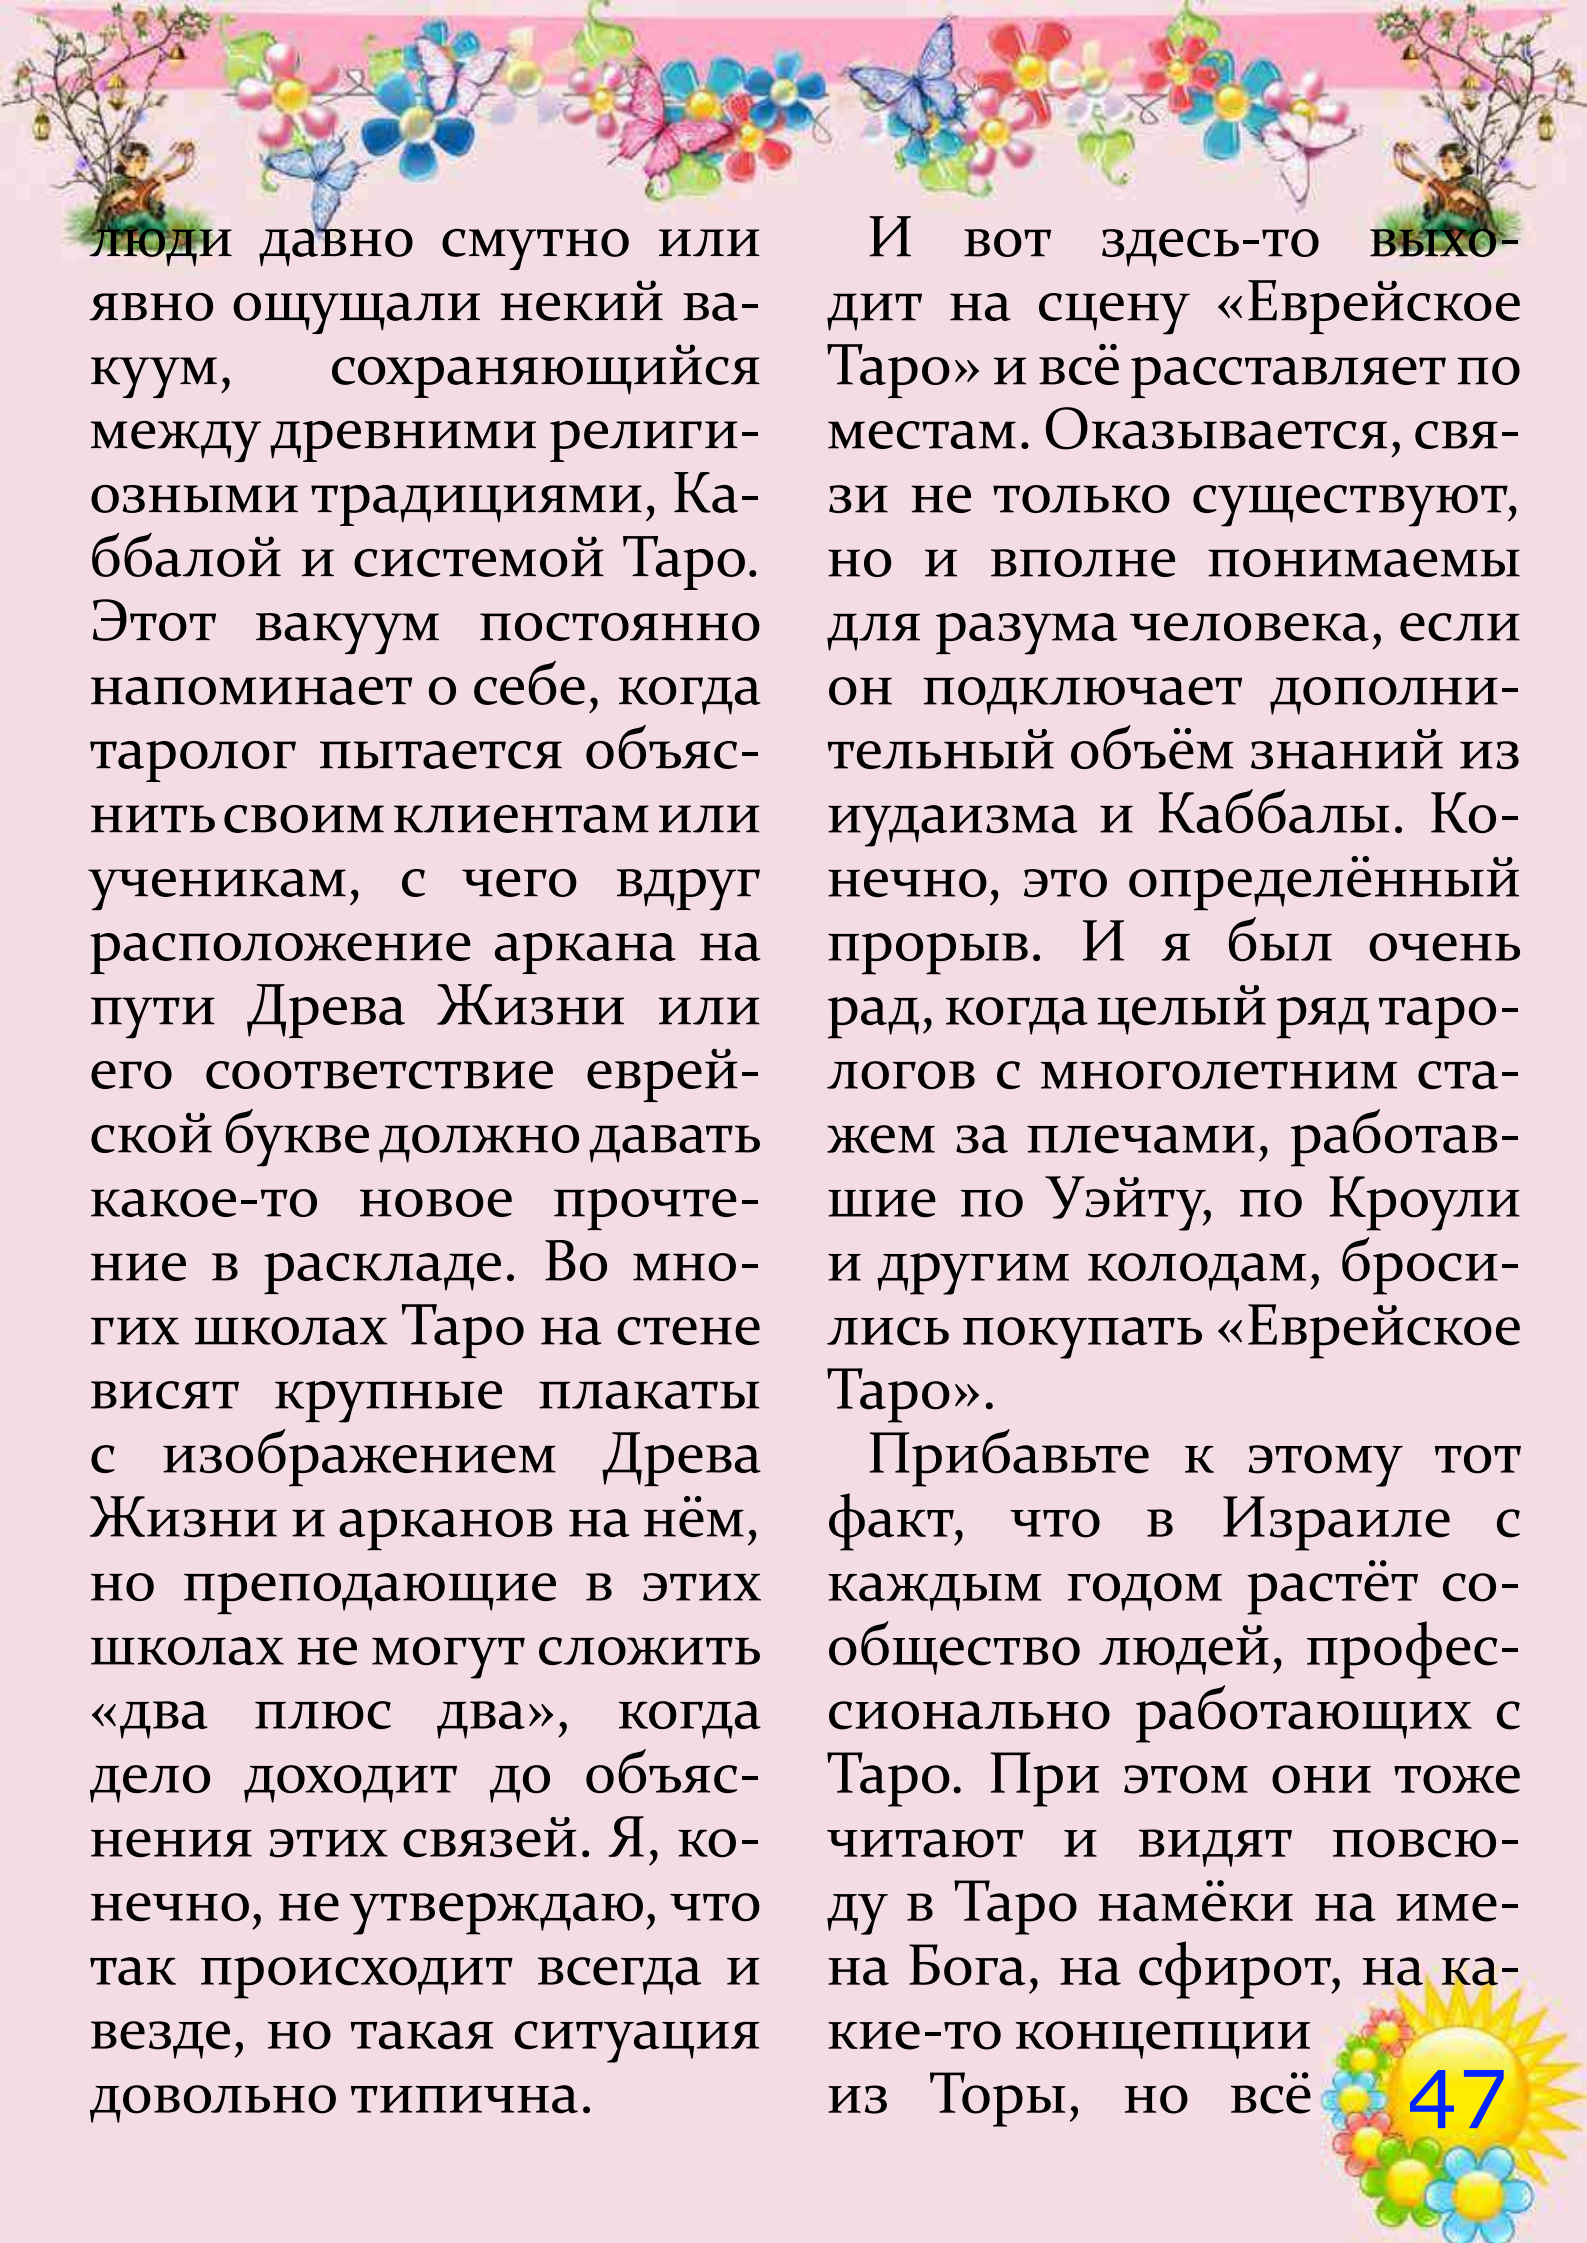 люди давно смутно или
явно ощущали некий ва-
куум, сохраняющийся
между древними религи-
озными традициями, Ка-
ббалой и системой Таро.
Этот вакуум постоянно
напоминает о себе, когда
таролог пытается объяс-
нить своим клиентам или
ученикам, с чего вдруг
расположение аркана на
пути Древа Жизни или
его соответствие еврей-
ской букве должно давать
какое-то новое прочте-
ние в раскладе. Во мно-
гих школах Таро на стене
висят крупные плакаты
с изображением Древа
Жизни и арканов на нём,
но преподающие в этих
школах не могут сложить
«два плюс два», когда
дело доходит до объяс-
нения этих связей. Я, ко-
нечно, не утверждаю, что
так происходит всегда и
везде, но такая ситуация
довольно типична.
И вот здесь-то выхо-
дит на сцену «Еврейское
Таро» и всё расставляет по
местам. Оказывается, свя-
зи не только существуют,
но и вполне понимаемы
для разума человека, если
он подключает дополни-
тельный объём знаний из
иудаизма и Каббалы. Ко-
нечно, это определённый
прорыв. И я был очень
рад, когда целый ряд таро-
логов с многолетним ста-
жем за плечами, работав-
шие по Уэйту, по Кроули
и другим колодам, броси-
лись покупать «Еврейское
Таро».
Прибавьте к этому тот
факт, что в Израиле с
каждым годом растёт со-
общество людей, профес-
сионально работающих с
Таро. При этом они тоже
читают и видят повсю-
ду в Таро намёки на име-
на Бога, на сфирот, на ка-
кие-то концепции
из Торы, но всё
47